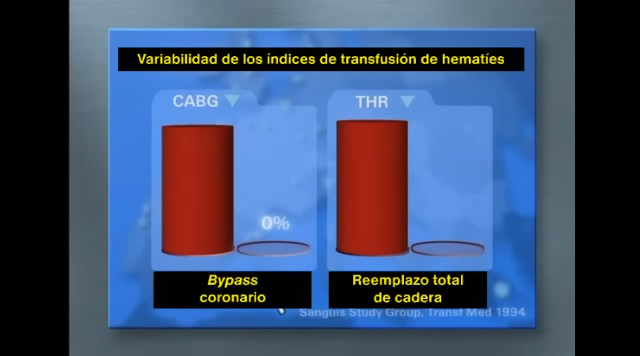 Variabilidad de los índices de transfusión de hematíes
CABG
THR
0%
Bypass
coronario
Reemplazo total
de cadera
Sanguis Study Group. Transf Med 1994